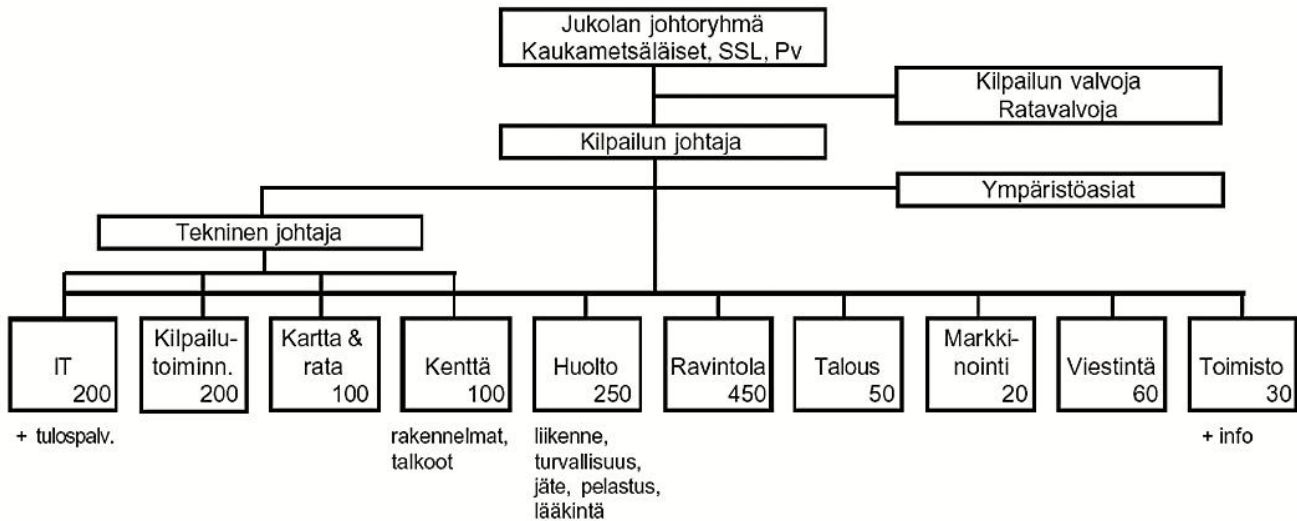 Jukolan johtoryhmä
Kaukametsäläiset, SSL, Pv
Kilpailun valvoja
Ratavalvoja
Kilpailun johtaja
Ympäristöasiat
Tekninen johtaja
IT
200
+ tulospalv.
Kilpailu-
toiminn.
200
Kartta &
rata
100
Kenttä
100
rakennelmat,
talkoot
Huolto
250
liikenne,
turvallisuus,
jäte, pelastus,
lääkintä
Ravintola
450
Talous
50
Markki-
nointi
20
Viestintä
60
Toimisto
30
+ info